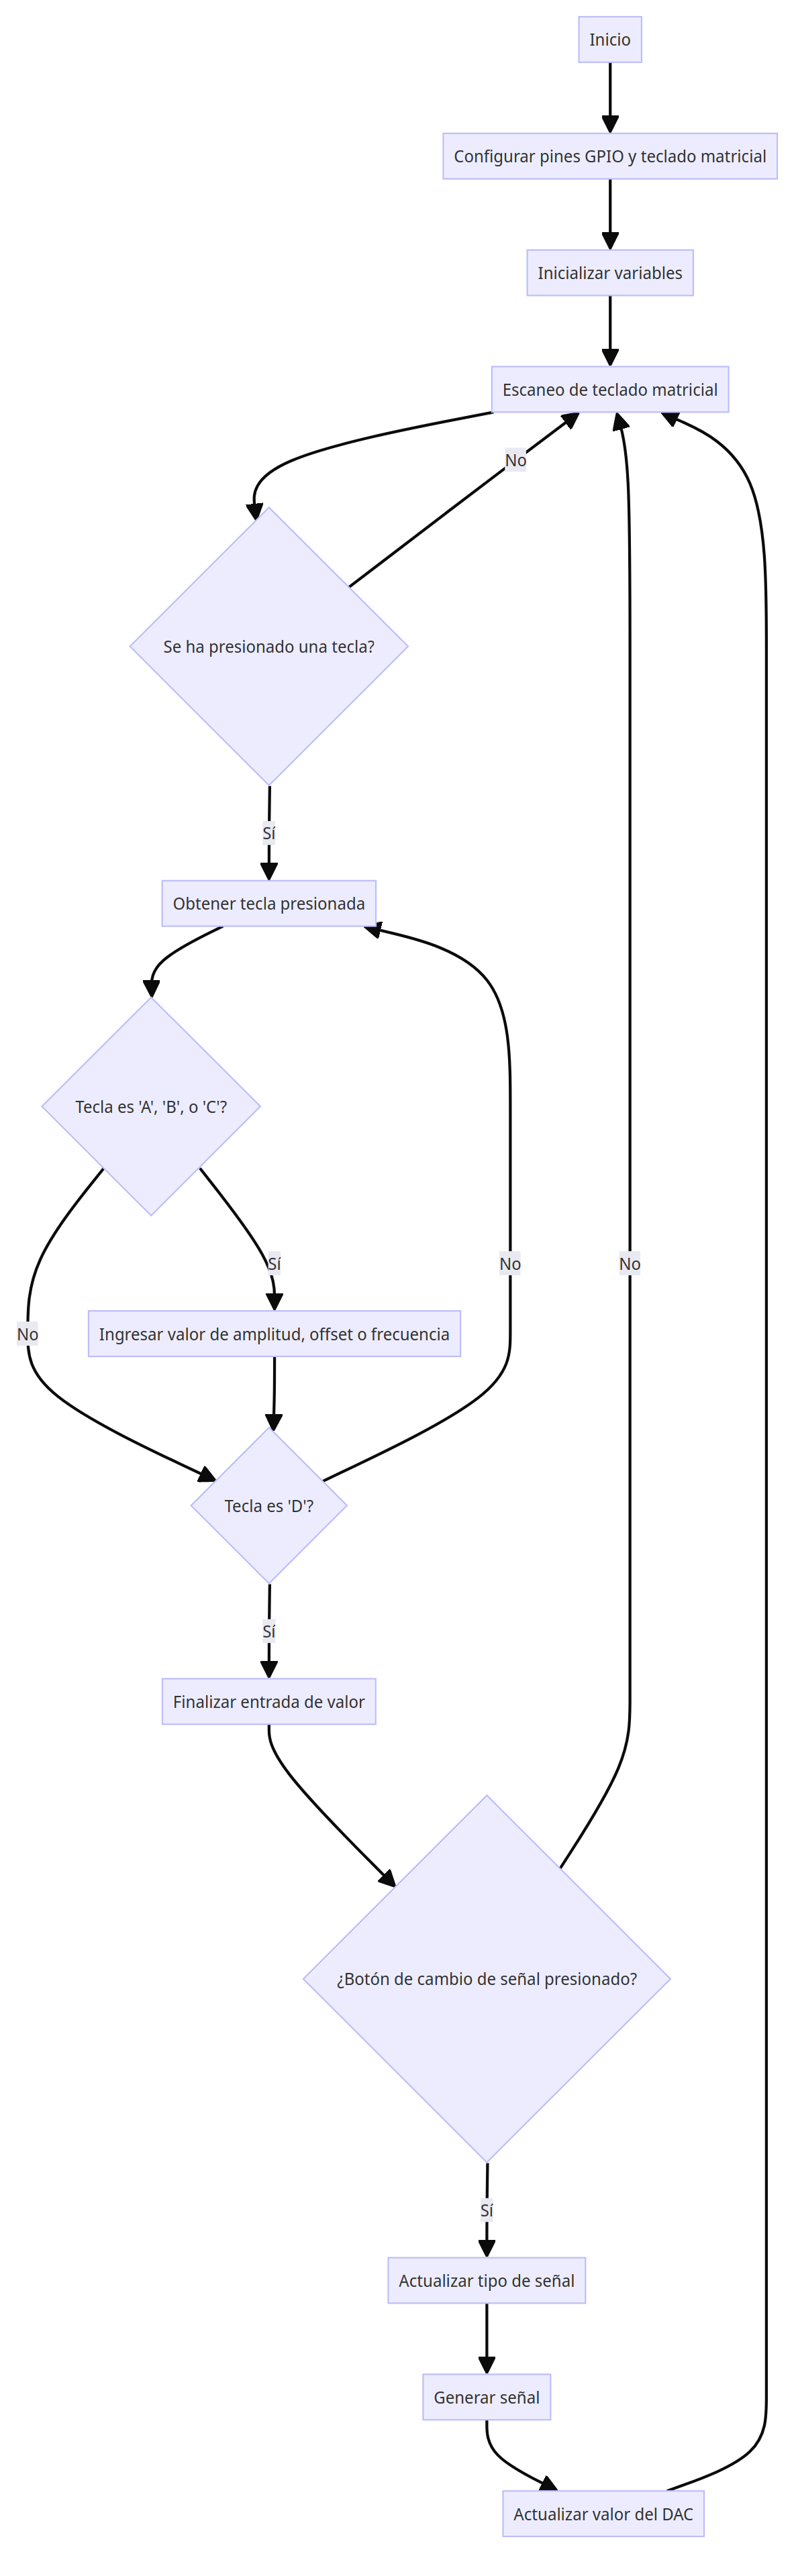 Inicio
Configurar pines GPIO y teclado matricial
Inicializar variables
Escaneo de teclado matricial
No
Se ha presionado una tecla?
Sí
Obtener tecla presionada
Tecla es 'A', 'B', o 'C'?
Sí
No
No
No
Ingresar valor de amplitud, offset o frecuencia
Tecla es 'D'?
Sí
Finalizar entrada de valor
¿Botón de cambio de señal presionado?
Sí
Actualizar tipo de señal
Generar señal
Actualizar valor del DAC